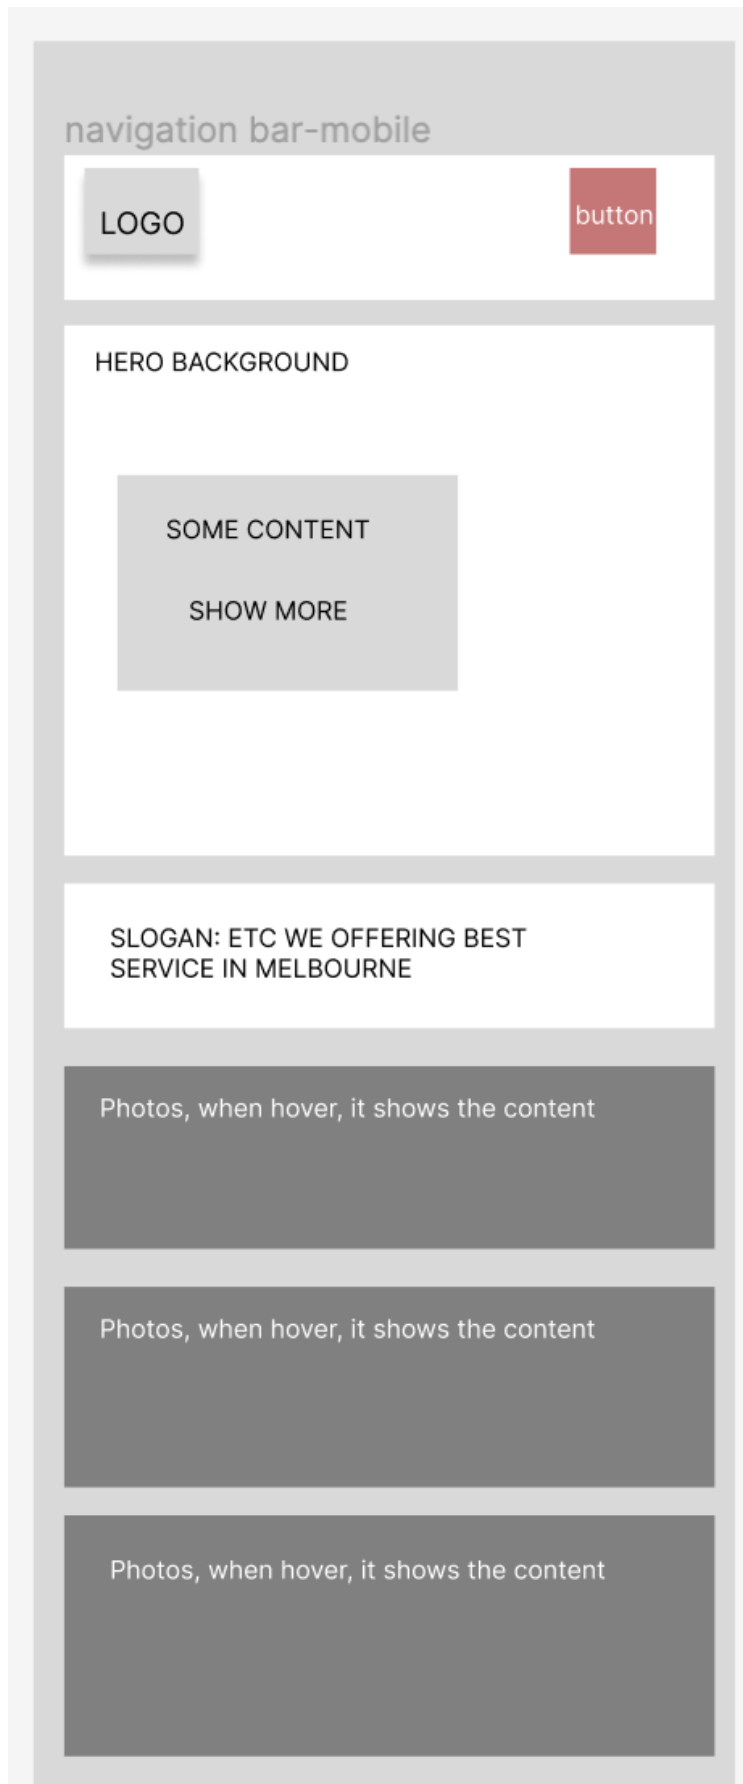 navigation bar-mobile
LOGO
button
HERO BACKGROUND
SOME CONTENT
SHOW MORE
SLOGAN: ETC WE OFFERING BEST
SERVICE IN MELBOURNE
Photos, when hover, it shows the content
Photos, when hover, it shows the content
Photos, when hover, it shows the content